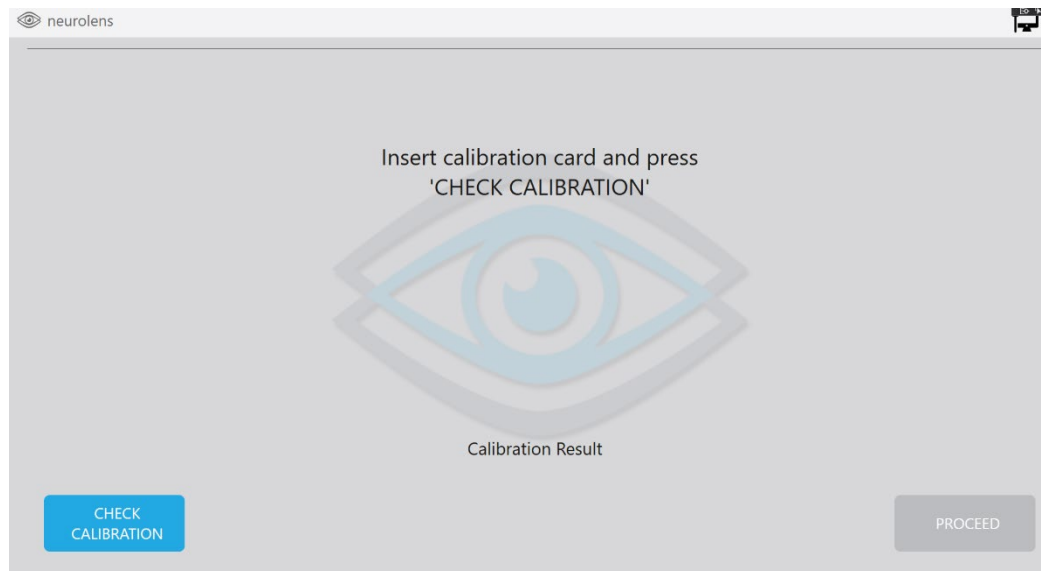 neurolens
Insert calibration card and press
'CHECK CALIBRATION'
Calibration Result
CHECK
CALIBRATION
PROCEED